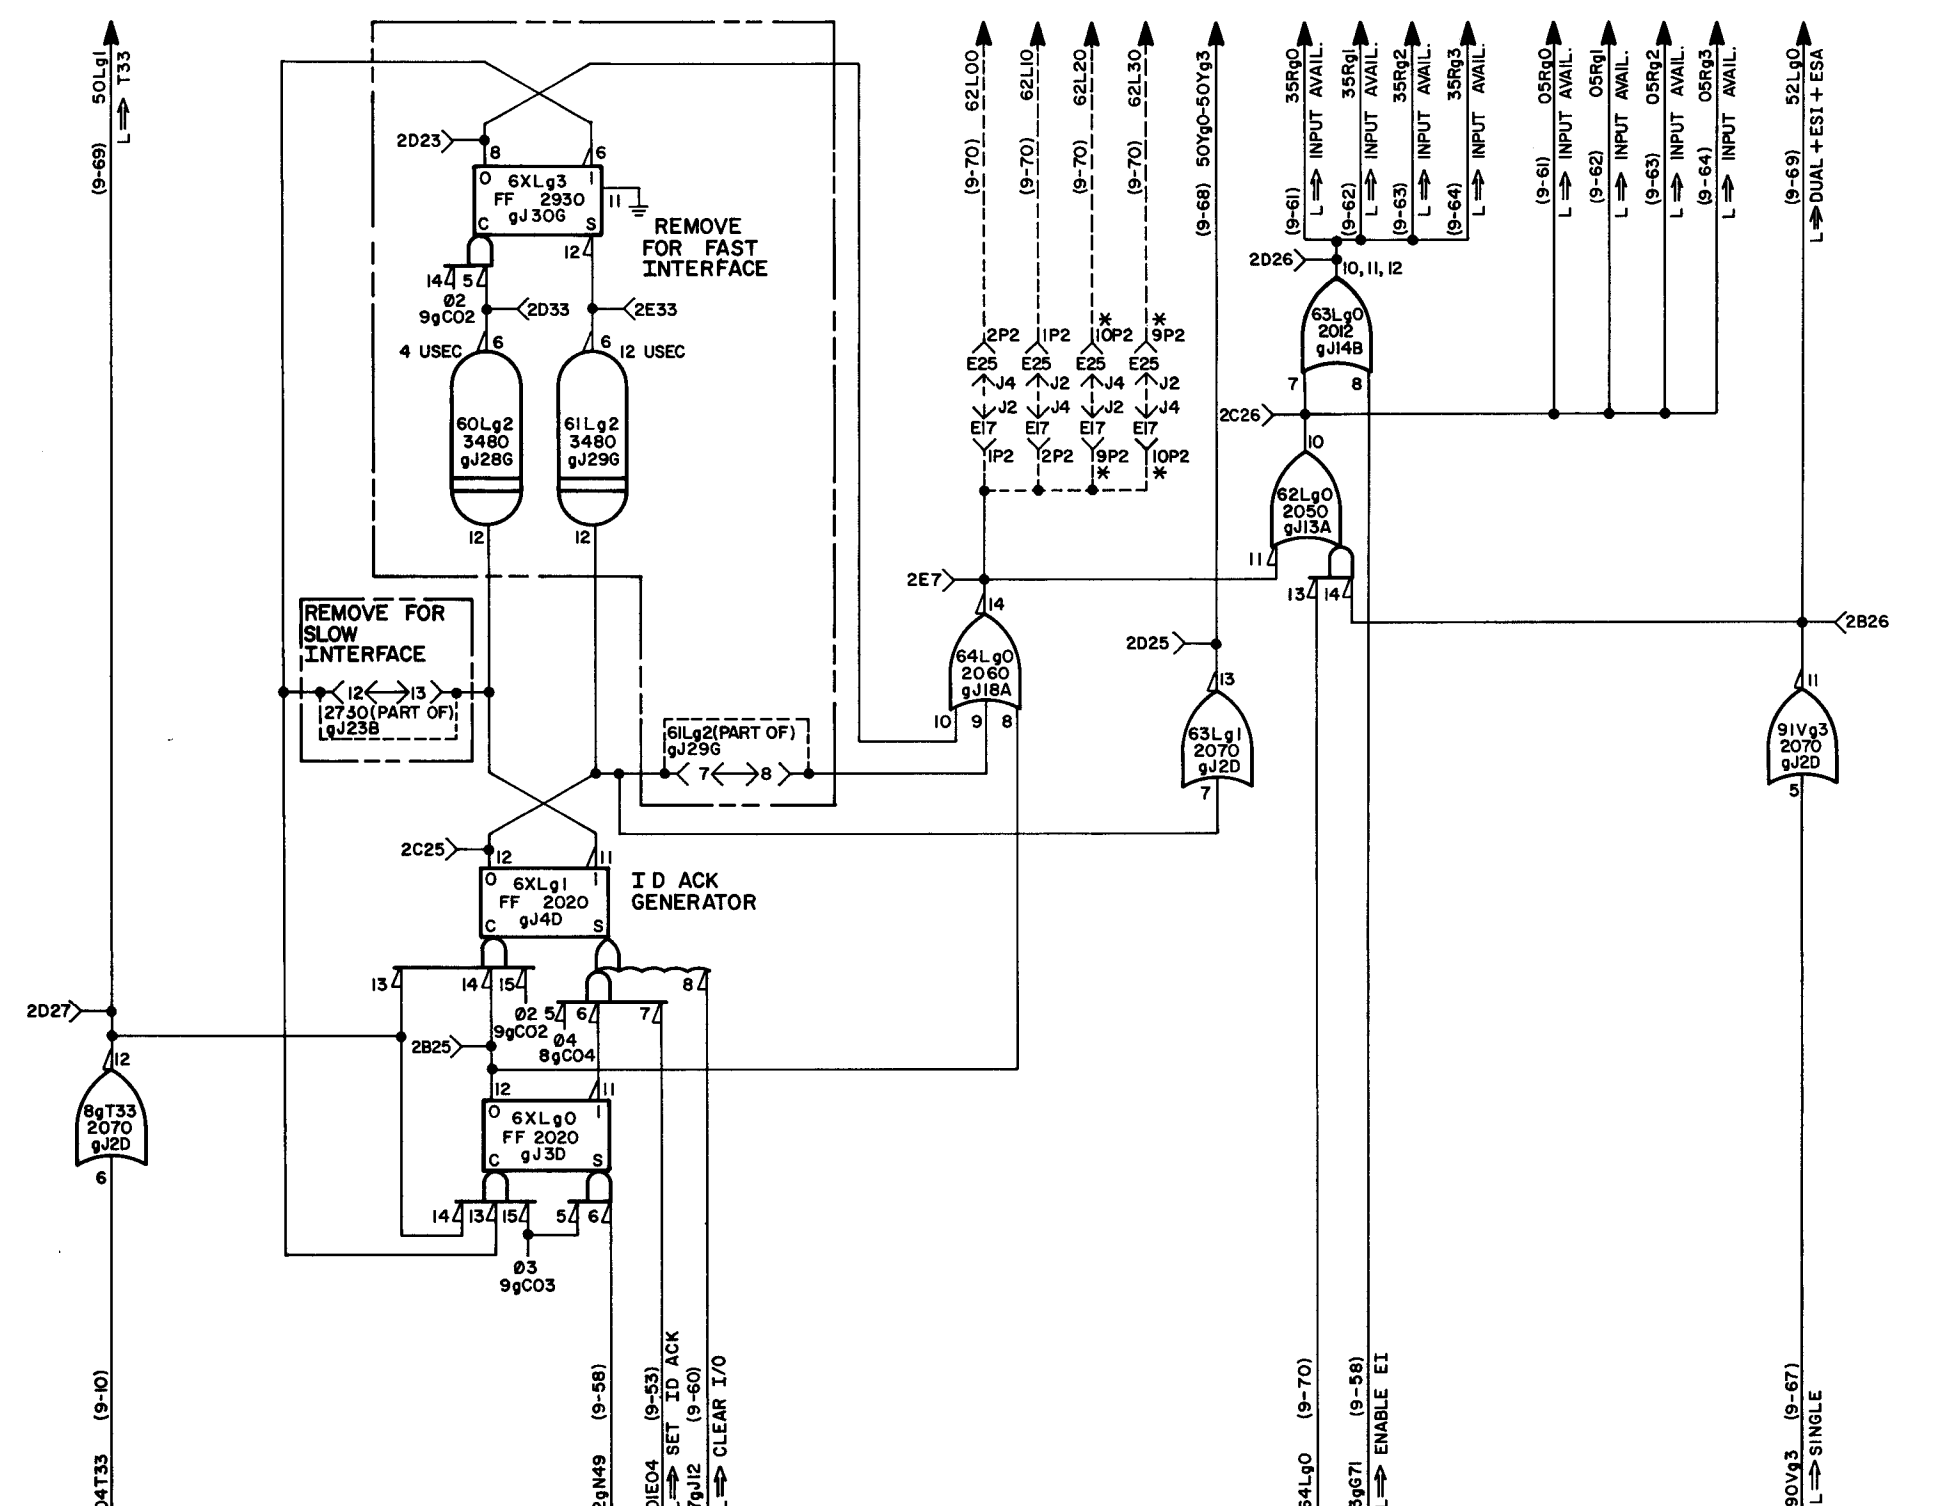 (9-69) 50Lg1
L⟹ T33
(9-70) 62L00
(9-70) 62L10
(9-70) 62L20
(9-70) 62L30
(9-68) 50Yg0-50Yg3
(9-61) 35Rg0
L⟹ INPUT AVAIL.
(9-62) 35Rg1
L⟹ INPUT AVAIL.
(9-63) 35Rg2
L⟹ INPUT AVAIL.
(9-64) 35Rg3
L⟹ INPUT AVAIL.
(9-61) 05Rg0
L⟹ INPUT AVAIL.
(9-62) 05Rg1
L⟹ INPUT AVAIL.
(9-63) 05Rg2
L⟹ INPUT AVAIL.
(9-64) 05Rg3
L⟹ INPUT AVAIL.
(9-69) 52Lg0
L⟹DUAL+ESI+ESA
2D23
8
6
0 1
6XLg3
FF 2930
gJ30G
C S
11
12
14 5
Ø2
9gC02
2D33
2E33
REMOVE
FOR FAST
INTERFACE
4 USEC
6
6
12 USEC
60Lg2
3480
gJ28G
12
61Lg2
3480
gJ29G
12
2P2
E25
J4
J2
E17
1P2
1P2
E25
J2
J4
E17
2P2
*
10P2
E25
J4
J2
E17
9P2
*
*
9P2
E25
J2
J4
E17
10P2
*
2D26
10, 11, 12
63Lg0
2012
gJ14B
7 8
2C26
10
62Lg0
2050
gJ13A
11
13 14
2E7
14
64Lg0
2060
gJ18A
10 9 8
REMOVE FOR
SLOW
INTERFACE
12 13
2730(PART OF)
gJ23B
61Lg2(PART OF)
gJ29G
7 8
2D25
13
63Lg1
2070
gJ2D
7
2B26
11
91Vg3
2070
gJ2D
5
2C25
12 11
0 1
6XLg1
FF 2020
gJ4D
C S
ID ACK
GENERATOR
13 14 15
Ø2
9gC02
5 6 7
8
Ø4
8gC04
2D27
12
8gT33
2070
gJ2D
6
2B25
12 11
0 1
6XLg0
FF 2020
gJ3D
C S
14 13 15
5 6
Ø3
9gC03
04T33 (9-10)
2gN49 (9-58)
01E04 (9-53)
L⟹ SET ID ACK
7gJ12 (9-60)
L⟹ CLEAR I/O
64Lg0 (9-70)
3gG71 (9-58)
L⟹ ENABLE EI
90Vg3 (9-67)
L⟹SINGLE